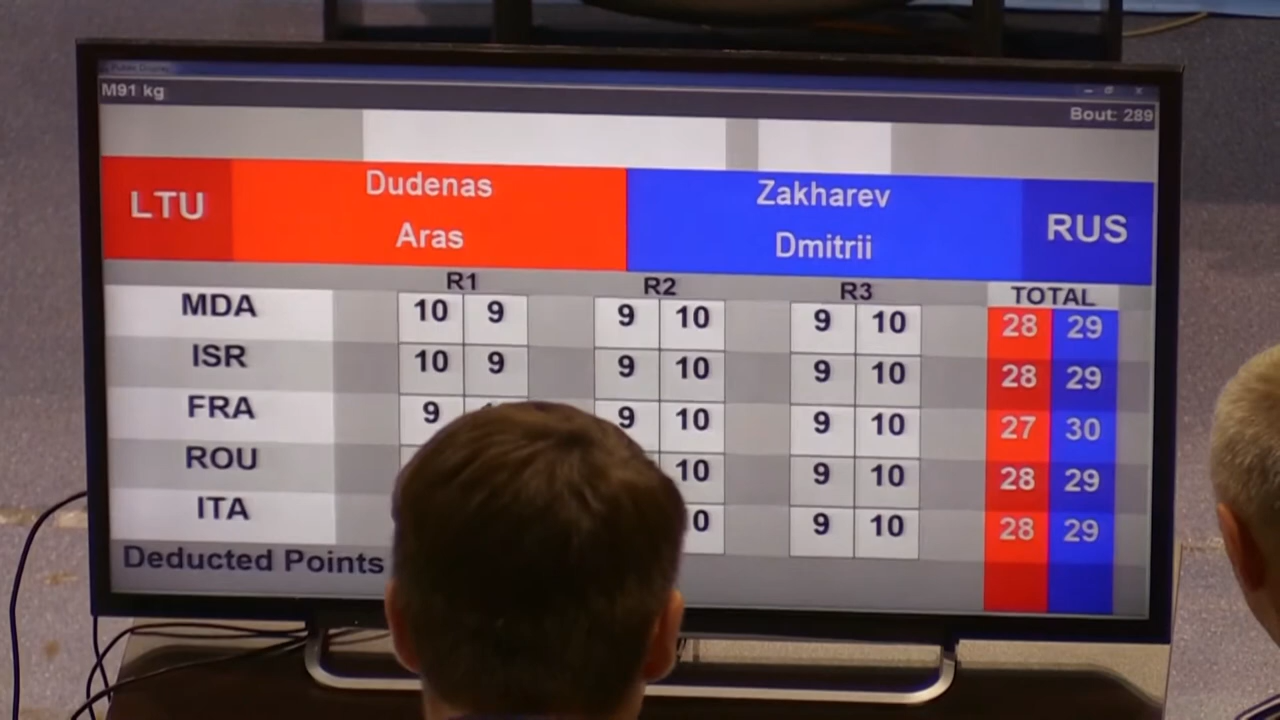 M91 kg
Bout: 289
LTU Dudenas Zakharev RUS
Aras Dmitrii
R1 R2 R3 TOTAL
MDA 10 9 9 10 9 10 28 29
ISR 10 9 9 10 9 10 28 29
FRA 9 9 10 9 10 27 30
ROU 10 9 10 28 29
ITA 9 10 28 29
Deducted Points